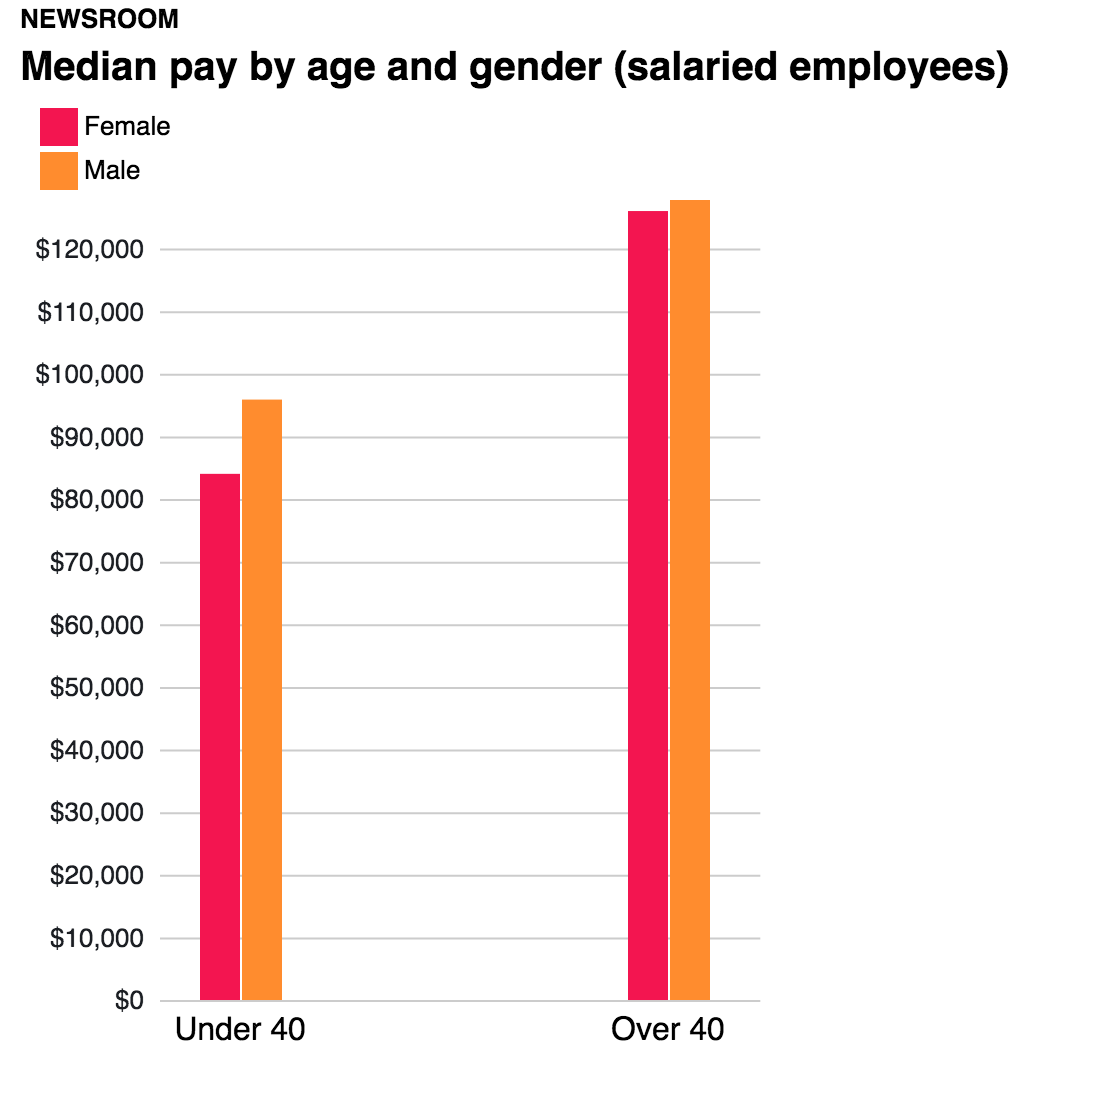 NEWSROOM
Median pay by age and gender (salaried employees)
Female
Male
$120,000
$110,000
$100,000
$90,000
$80,000
$70,000
$60,000
$50,000
$40,000
$30,000
$20,000
$10,000
$0
Under 40
Over 40